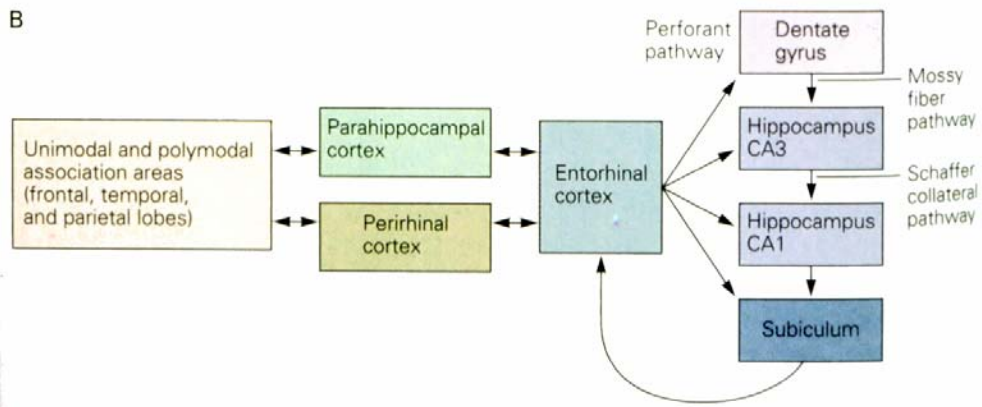 B
Unimodal and polymodal
association areas
(frontal, temporal,
and parietal lobes)
Parahippocampal
cortex
Perirhinal
cortex
Entorhinal
cortex
Perforant
pathway
Dentate
gyrus
Mossy
fiber
pathway
Hippocampus
CA3
Schaffer
collateral
pathway
Hippocampus
CA1
Subiculum